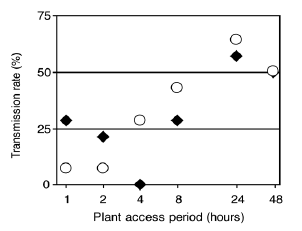 75
Transmission rate (%)
50
25
0
1 2 4 8 24 48
Plant access period (hours)